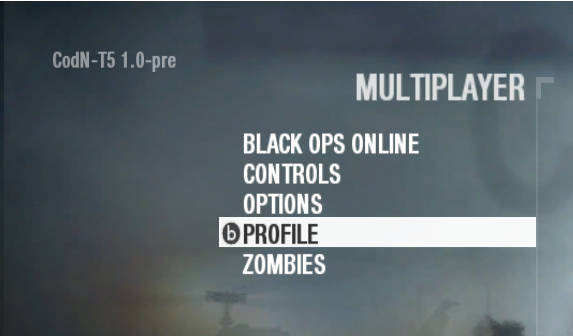 CodN-T5 1.0-pre
MULTIPLAYER
BLACK OPS ONLINE
CONTROLS
OPTIONS
b PROFILE
ZOMBIES